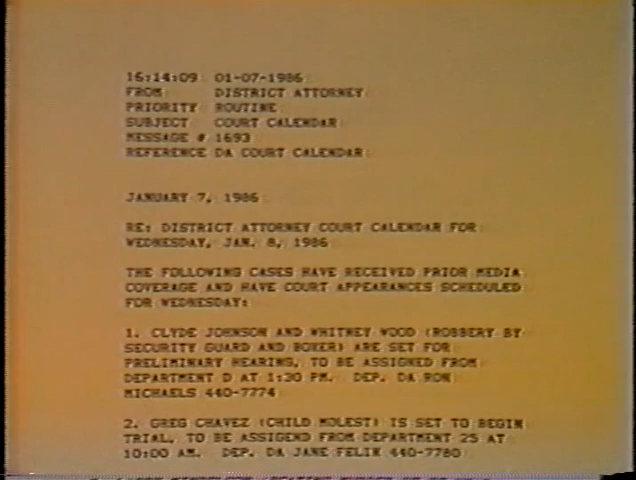 16:14:09 01-07-1986
FROM DISTRICT ATTORNEY
PRIORITY ROUTINE
SUBJECT COURT CALENDAR
MESSAGE # 1693
REFERENCE DA COURT CALENDAR
JANUARY 7, 1986
RE: DISTRICT ATTORNEY COURT CALENDAR FOR
WEDNESDAY, JAN. 8, 1986
THE FOLLOWING CASES HAVE RECEIVED PRIOR MEDIA
COVERAGE AND HAVE COURT APPEARANCES SCHEDULED
FOR WEDNESDAY:
1. CLYDE JOHNSON AND WHITNEY WOOD (ROBBERY BY
SECURITY GUARD AND BOXER) ARE SET FOR
PRELIMINARY HEARING, TO BE ASSIGNED FROM
DEPARTMENT D AT 1:30 PM. DEP. DA RON
MICHAELS 440-7774
2. GREG CHAVEZ (CHILD MOLEST) IS SET TO BEGIN
TRIAL, TO BE ASSIGEND FROM DEPARTMENT 25 AT
10:00 AM. DEP. DA JANE FELIX 440-7780